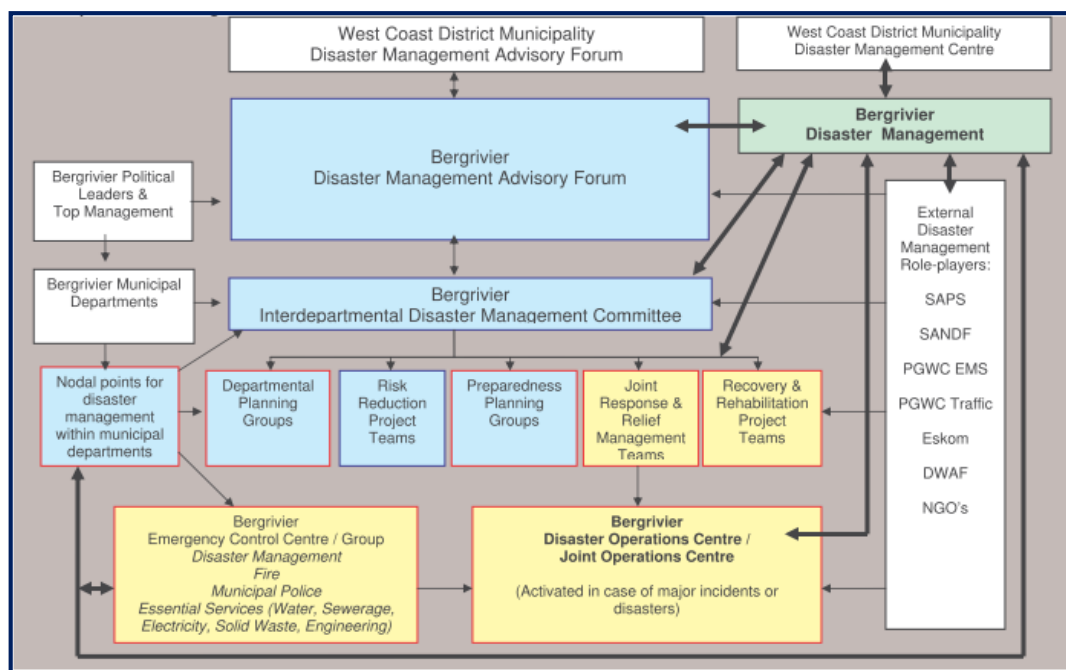 West Coast District Municipality
Disaster Management Advisory Forum
West Coast District Municipality
Disaster Management Centre
Bergrivier
Disaster Management Advisory Forum
Bergrivier
Disaster Management
Bergrivier Political
Leaders &
Top Management
Bergrivier Municipal
Departments
Bergrivier
Interdepartmental Disaster Management Committee
External
Disaster
Management
Role-players:
SAPS
SANDF
PGWC EMS
PGWC Traffic
Eskom
DWAF
NGO's
Nodal points for
disaster
management
within municipal
departments
Departmental
Planning
Groups
Risk
Reduction
Project
Teams
Preparedness
Planning
Groups
Joint
Response &
Relief
Management
Teams
Recovery &
Rehabilitation
Project
Teams
Bergrivier
Emergency Control Centre / Group
Disaster Management
Fire
Municipal Police
Essential Services (Water, Sewerage,
Electricity, Solid Waste, Engineering)
Bergrivier
Disaster Operations Centre /
Joint Operations Centre
(Activated in case of major incidents or
disasters)